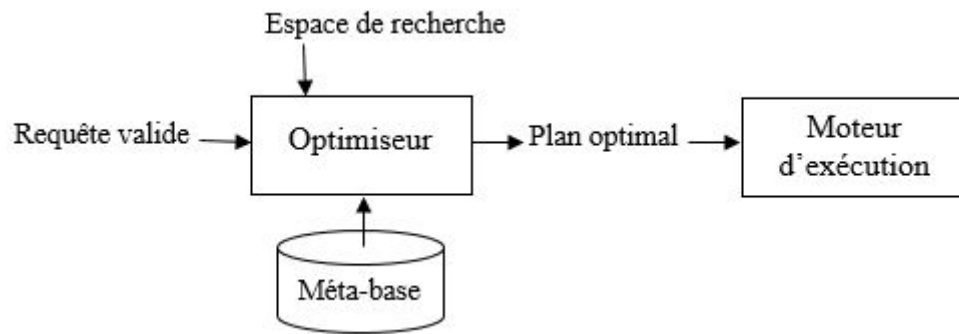 Espace de recherche
Requête valide
Optimiseur
Plan optimal
Moteur
d’exécution
Méta-base